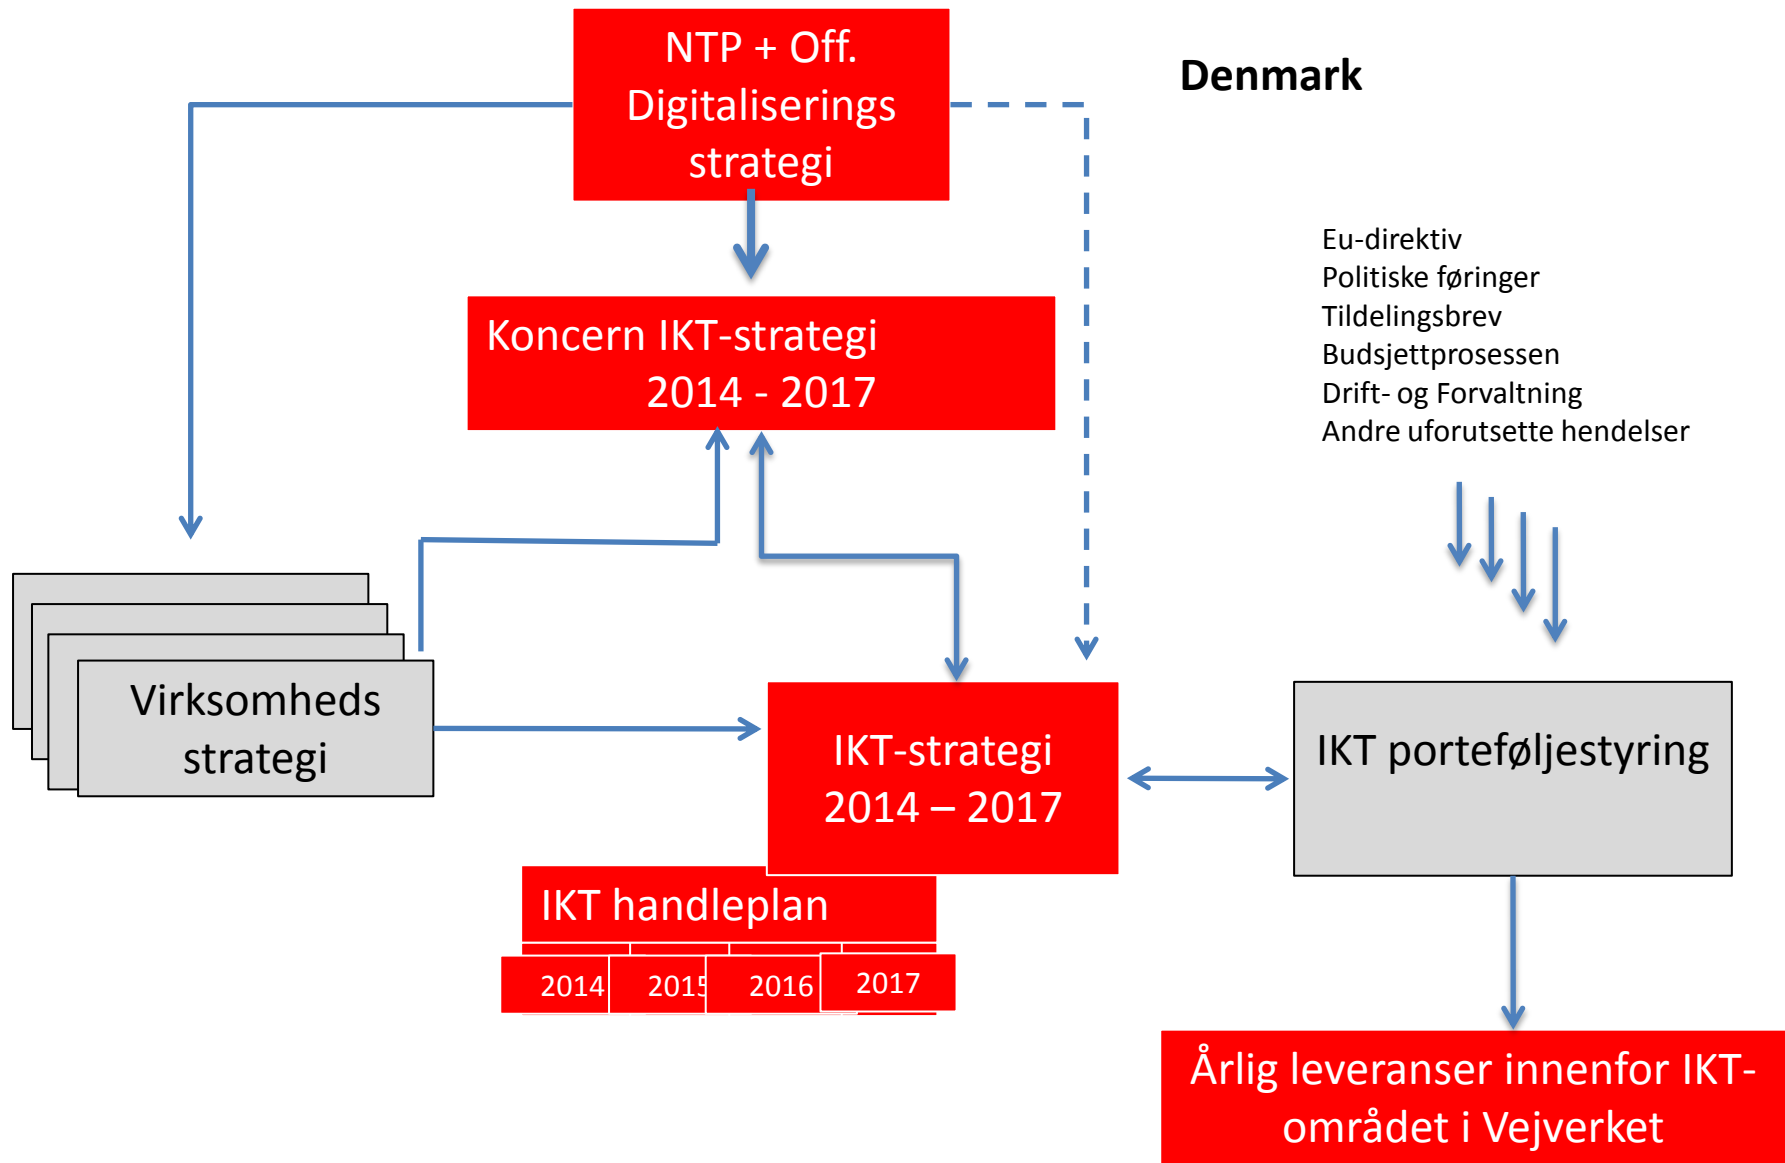 NTP + Off.
Digitaliserings
strategi
Denmark
Eu-direktiv
Politiske føringer
Tildelingsbrev
Budsjettprosessen
Drift- og Forvaltning
Andre uforutsette hendelser
Koncern IKT-strategi
2014 - 2017
Virksomheds
strategi
IKT-strategi
2014 – 2017
IKT porteføljestyring
IKT handleplan
2014 2015 2016 2017
Årlig leveranser innenfor IKT-
området i Vejverket